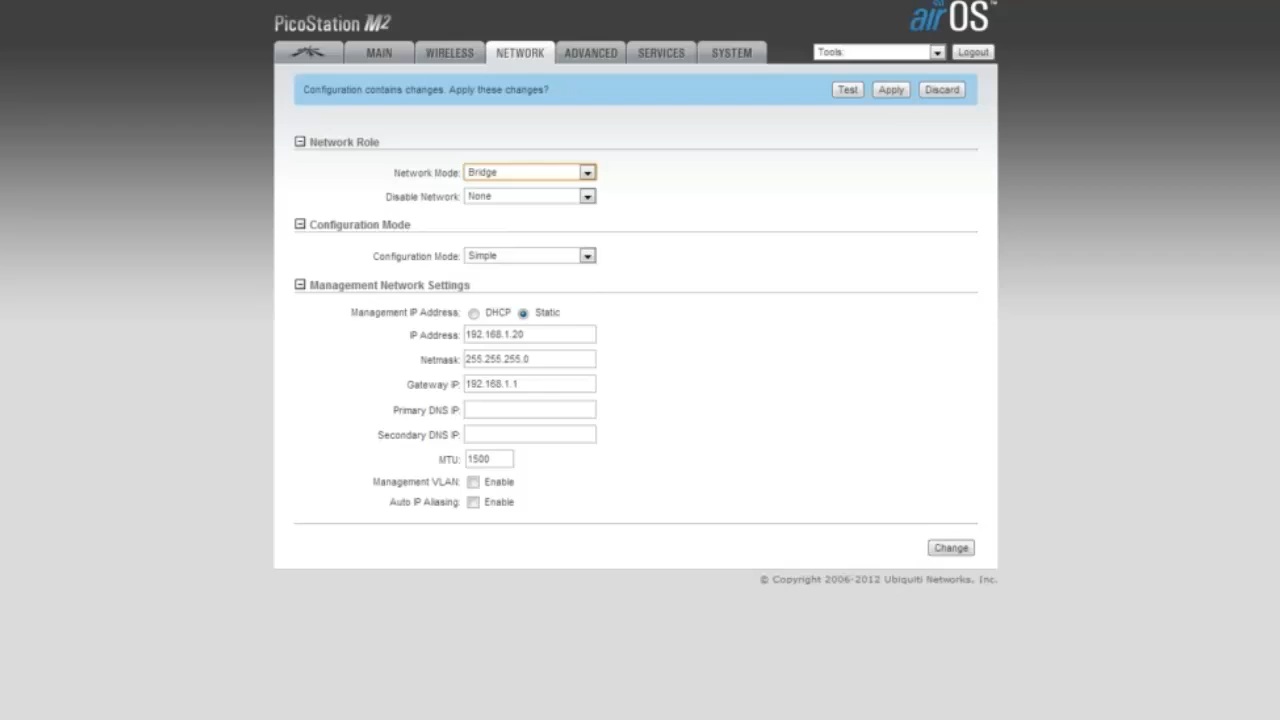 PicoStation M2
airOS™
MAIN WIRELESS NETWORK ADVANCED SERVICES SYSTEM Tools: Logout
Configuration contains changes. Apply these changes? Test Apply Discard
Network Role
Network Mode: Bridge
Disable Network: None
Configuration Mode
Configuration Mode: Simple
Management Network Settings
Management IP Address: DHCP Static
IP Address: 192.168.1.20
Netmask: 255.255.255.0
Gateway IP: 192.168.1.1
Primary DNS IP:
Secondary DNS IP:
MTU: 1500
Management VLAN: Enable
Auto IP Aliasing: Enable
Change
© Copyright 2006-2012 Ubiquiti Networks, Inc.